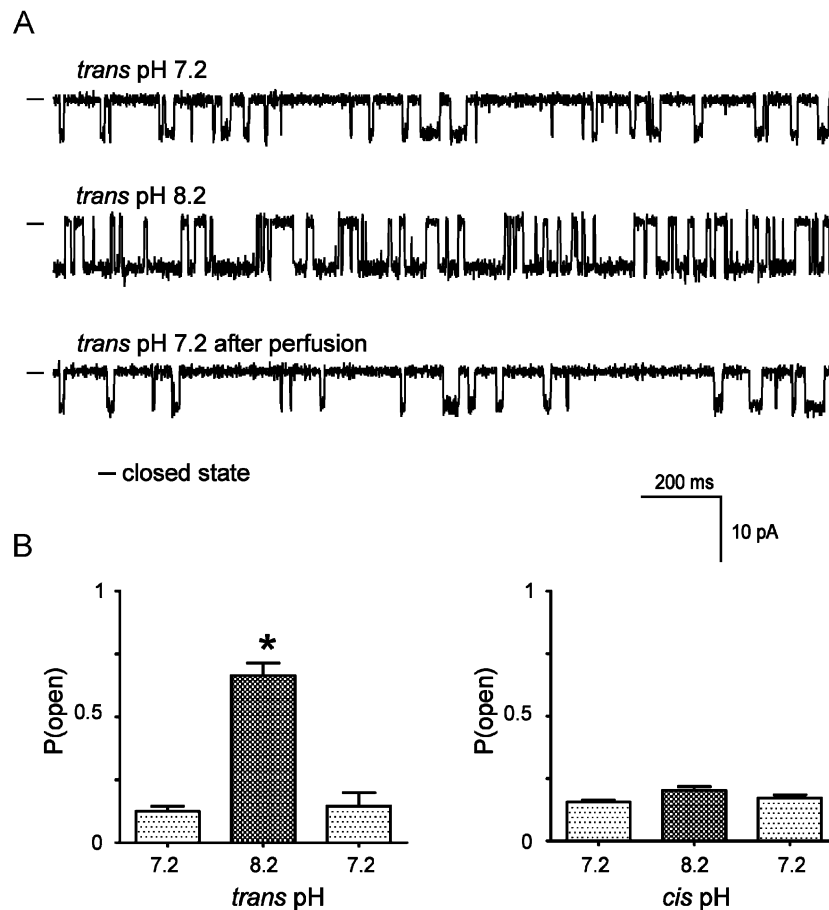 A
trans pH 7.2
trans pH 8.2
trans pH 7.2 after perfusion
– closed state
200 ms
10 pA
B
1
0.5
0
P(open)
7.2 8.2 7.2
*
trans pH
1
0.5
0
P(open)
7.2 8.2 7.2
cis pH